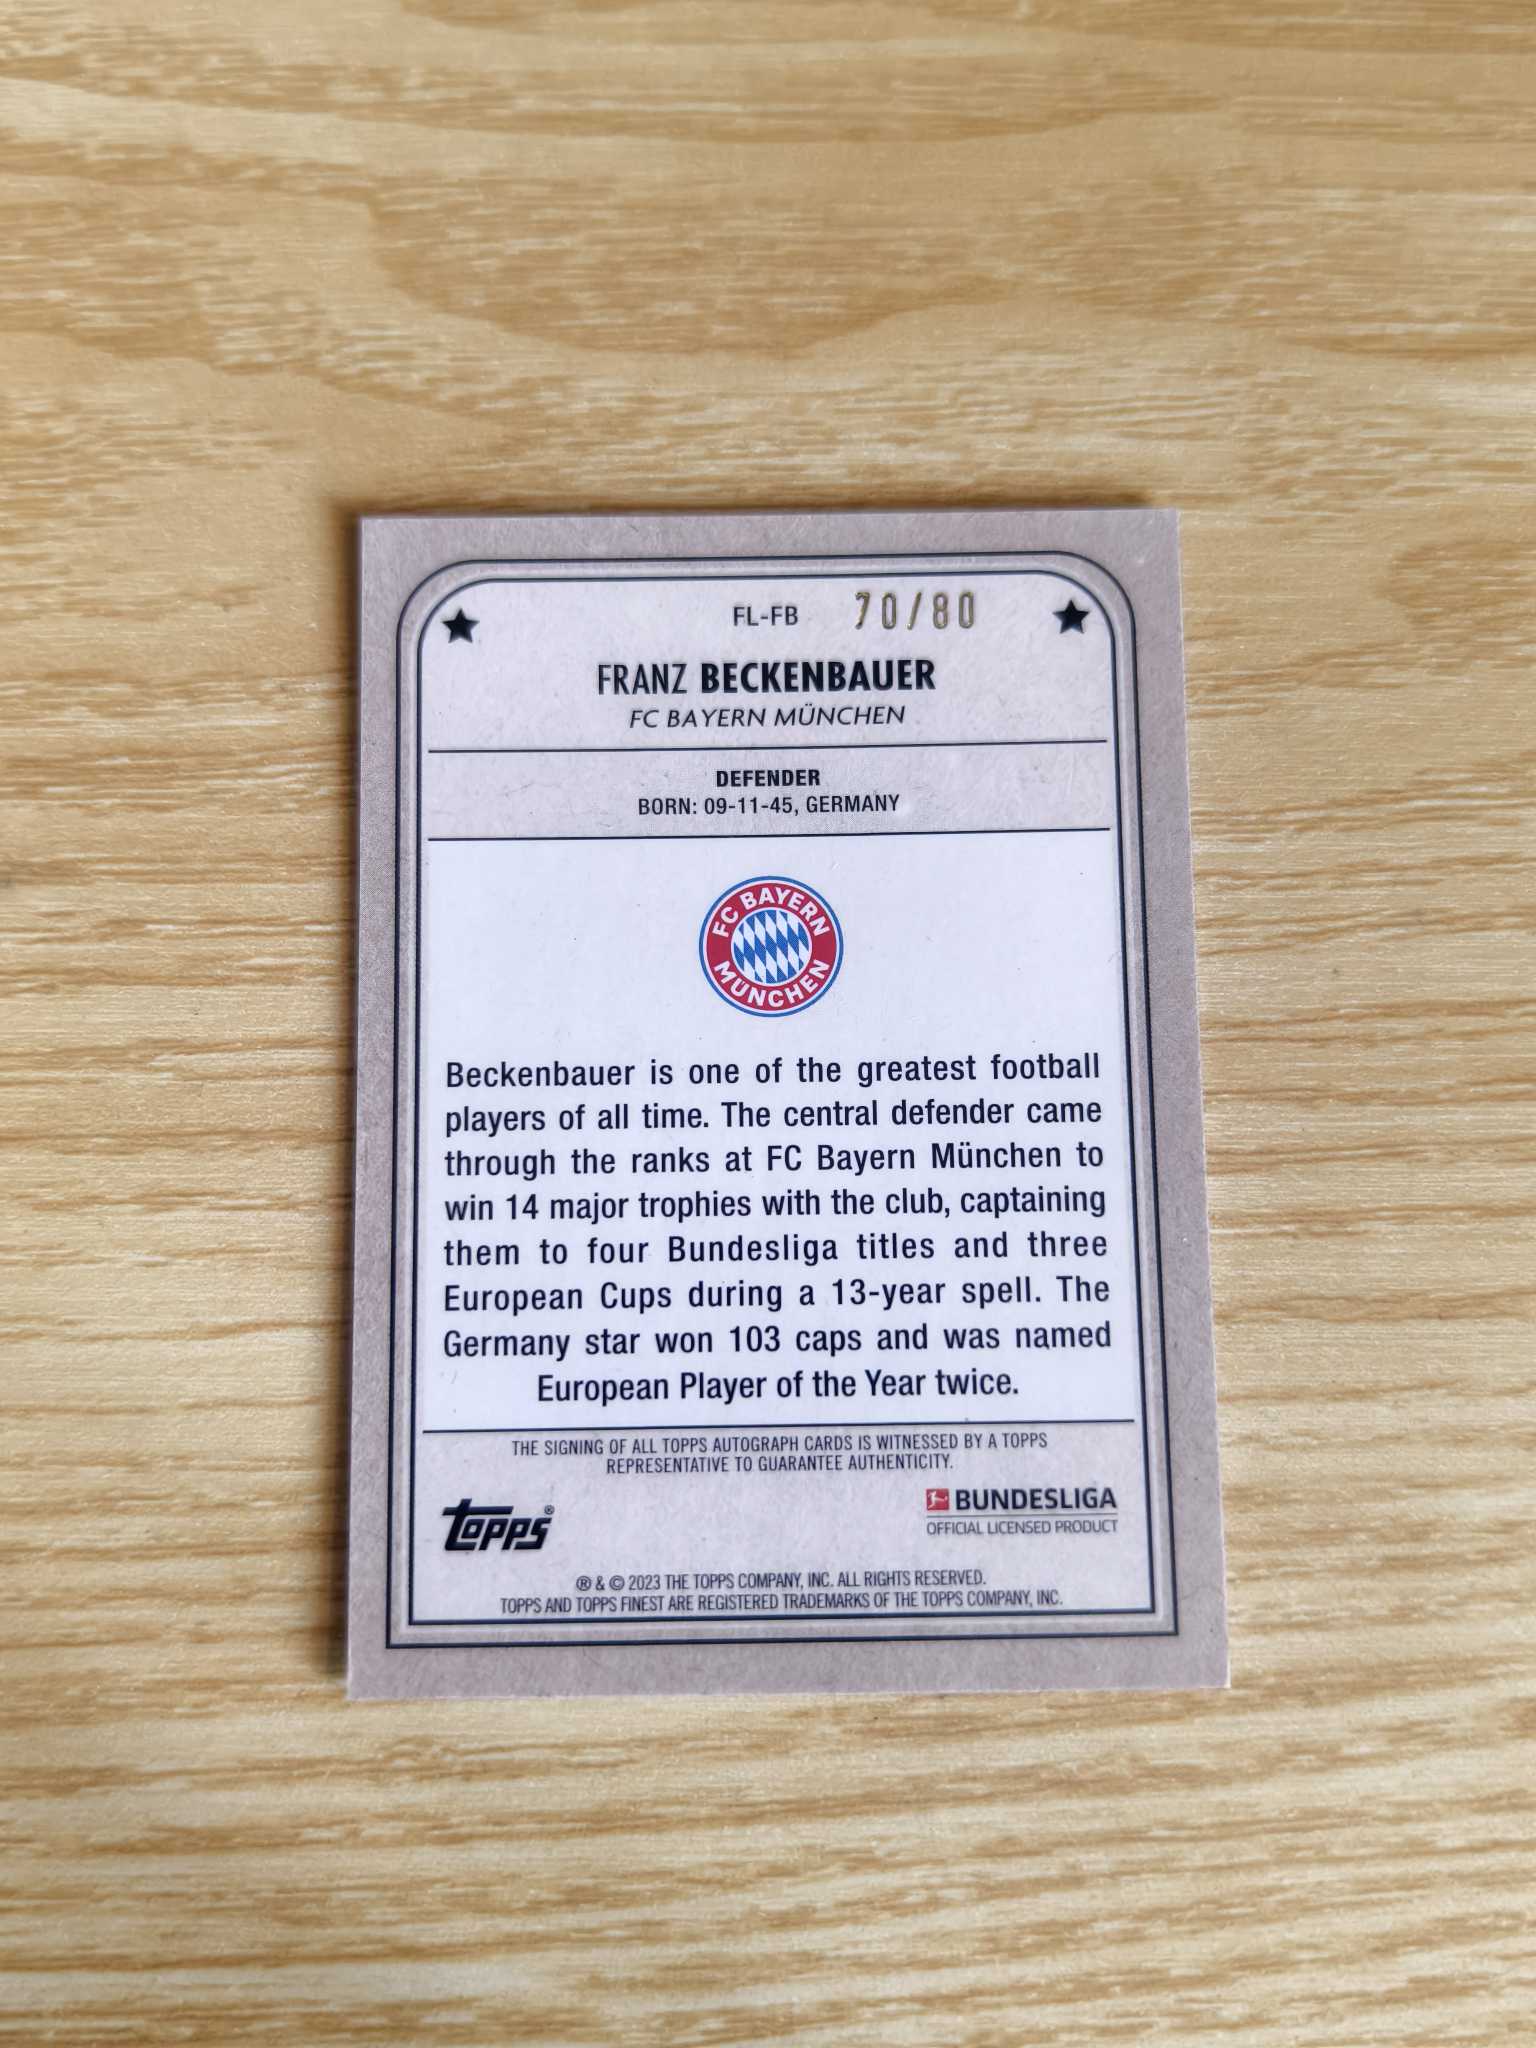 FL-FB 70/80
FRANZ BECKENBAUER
FC BAYERN MÜNCHEN
DEFENDER
BORN: 09-11-45, GERMANY
FC BAYERN
MÜNCHEN
Beckenbauer is one of the greatest football
players of all time. The central defender came
through the ranks at FC Bayern München to
win 14 major trophies with the club, captaining
them to four Bundesliga titles and three
European Cups during a 13-year spell. The
Germany star won 103 caps and was named
European Player of the Year twice.
THE SIGNING OF ALL TOPPS AUTOGRAPH CARDS IS WITNESSED BY A TOPPS
REPRESENTATIVE TO GUARANTEE AUTHENTICITY.
topps®
BUNDESLIGA
OFFICIAL LICENSED PRODUCT
® & © 2023 THE TOPPS COMPANY, INC. ALL RIGHTS RESERVED.
TOPPS AND TOPPS FINEST ARE REGISTERED TRADEMARKS OF THE TOPPS COMPANY, INC.